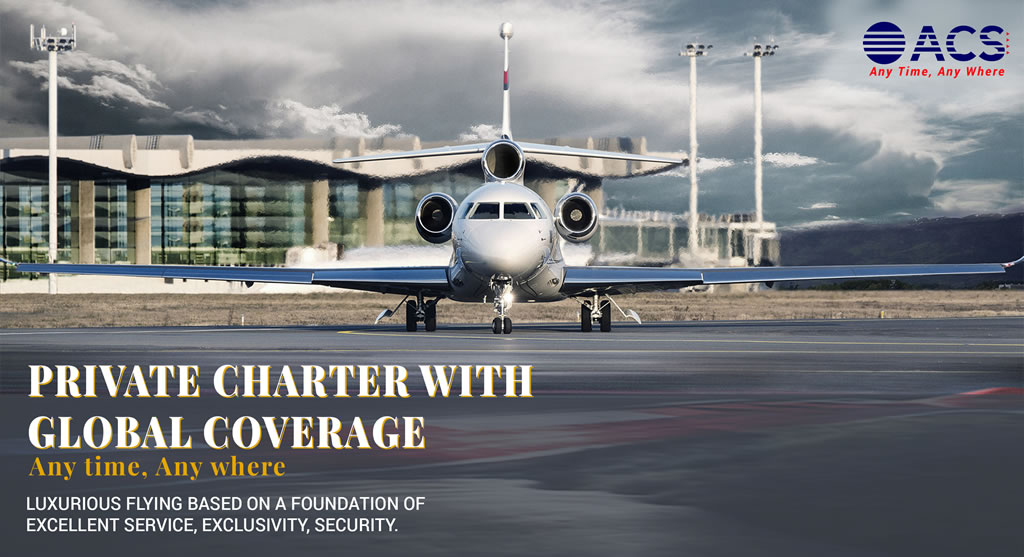 ACS
Any Time, Any Where
PRIVATE CHARTER WITH
GLOBAL COVERAGE
Any time, Any where
LUXURIOUS FLYING BASED ON A FOUNDATION OF
EXCELLENT SERVICE, EXCLUSIVITY, SECURITY.